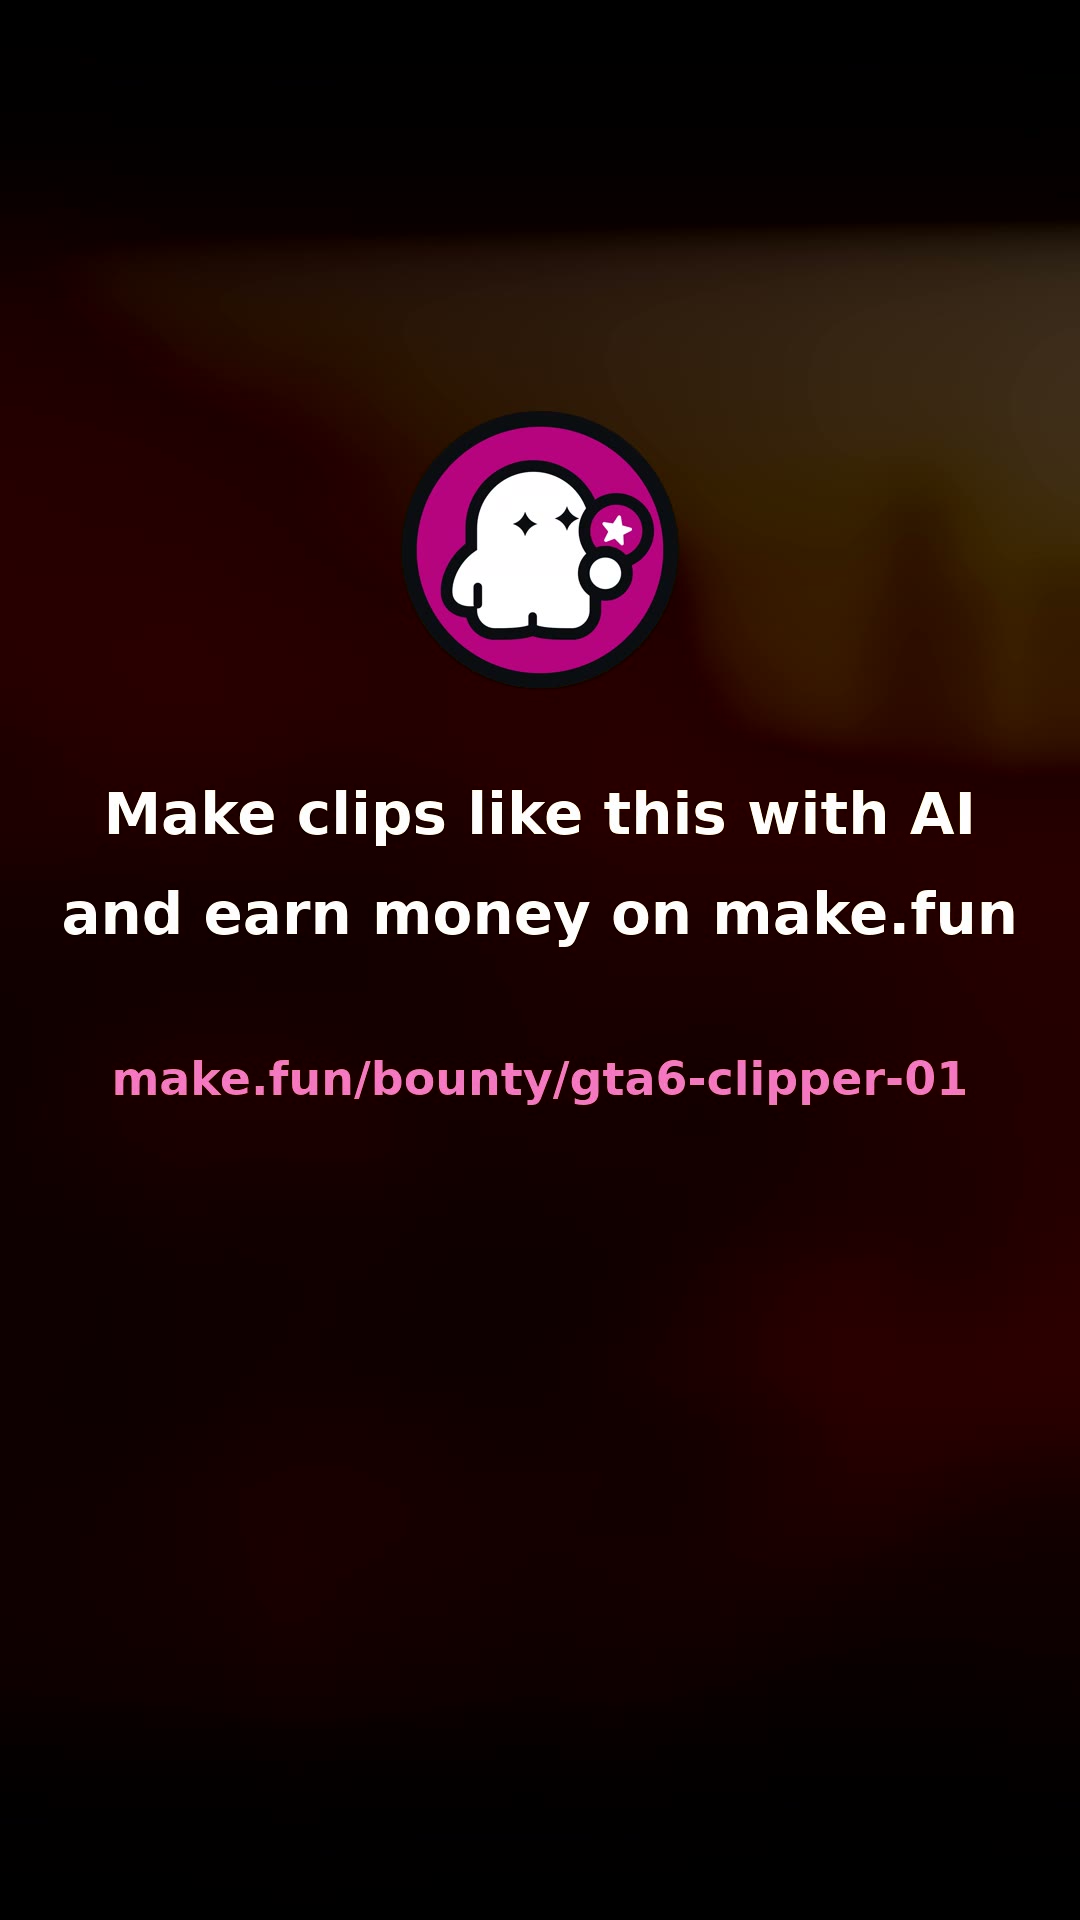 Make clips like this with AI
and earn money on make.fun
make.fun/bounty/gta6-clipper-01